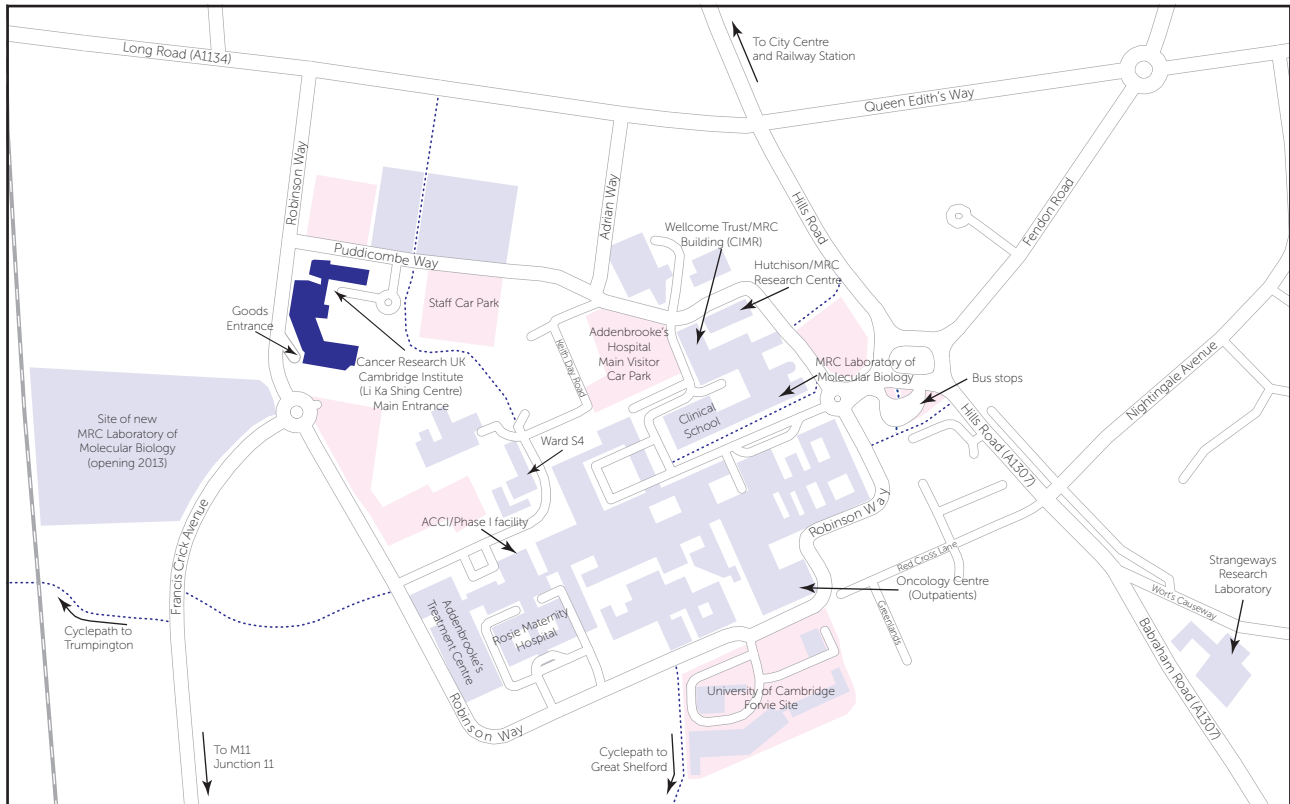 Long Road (A1134)
To City Centre
and Railway Station
Queen Edith's Way
Robinson Way
Adrian Way
Hills Road
Fendon Road
Puddicombe Way
Wellcome Trust/MRC
Building (CIMR)
Hutchison/MRC
Research Centre
Goods
Entrance
Staff Car Park
Keith Day Road
Addenbrooke's
Hospital
Main Visitor
Car Park
Cancer Research UK
Cambridge Institute
(Li Ka Shing Centre)
Main Entrance
MRC Laboratory of
Molecular Biology
Bus stops
Nightingale Avenue
Site of new
MRC Laboratory of
Molecular Biology
(opening 2013)
Clinical
School
Ward S4
Hills Road (A1307)
ACCI/Phase I facility
Robinson Way
Francis Crick Avenue
Red Cross Lane
Oncology Centre
(Outpatients)
Greenlands
Strangeways
Research
Laboratory
Wort's Causeway
Cyclepath to
Trumpington
Addenbrooke's
Treatment Centre
Rosie Maternity
Hospital
Babraham Road (A1307)
University of Cambridge
Forvie Site
Robinson Way
To M11
Junction 11
Cyclepath to
Great Shelford